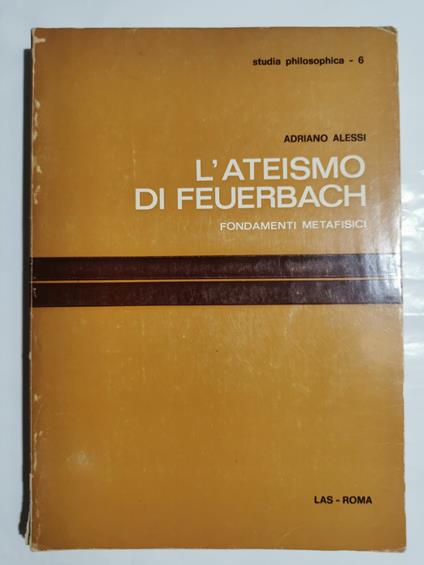 studia philosophica - 6
ADRIANO ALESSI
L'ATEISMO
DI FEUERBACH
FONDAMENTI METAFISICI
LAS - ROMA